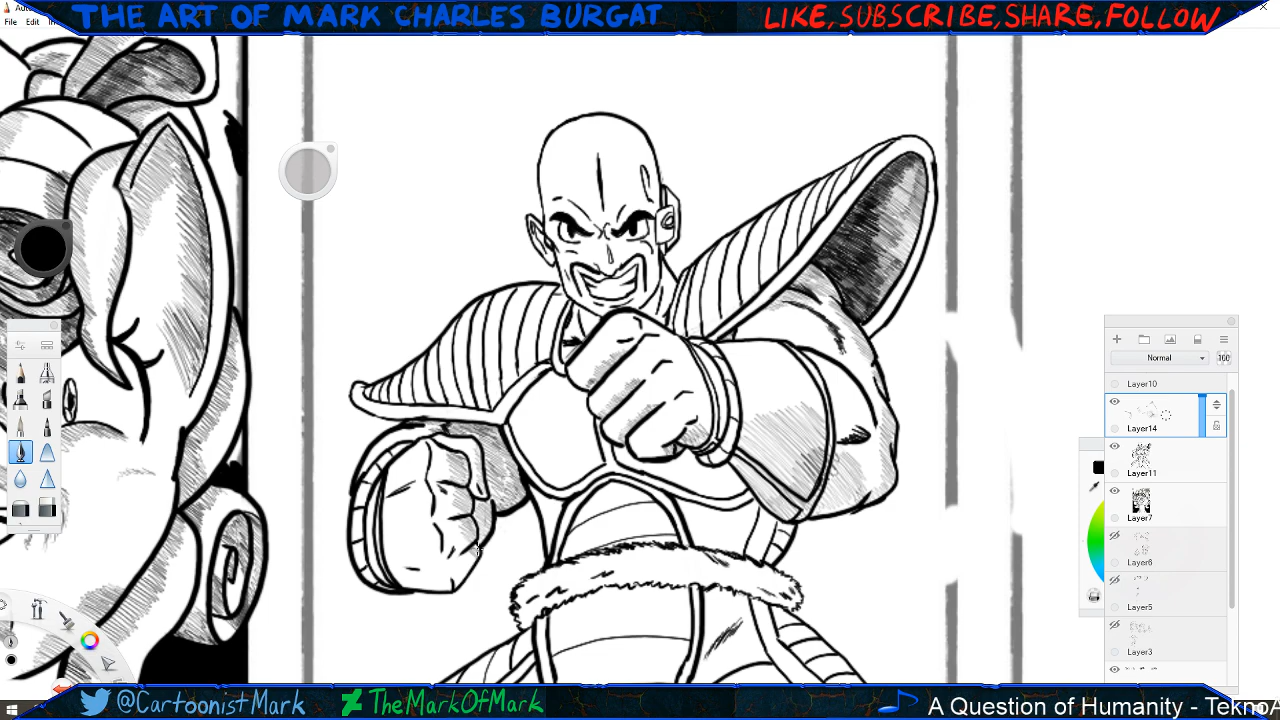 THE ART OF MARK CHARLES BURGAT
LIKE, SUBSCRIBE, SHARE, FOLLOW
File Edit
Normal
100
Layer10
Layer14
Layer11
Layer7
Layer6
Layer5
Layer3
@CartoonistMark
TheMarkOfMark
A Question of Humanity - Tekno